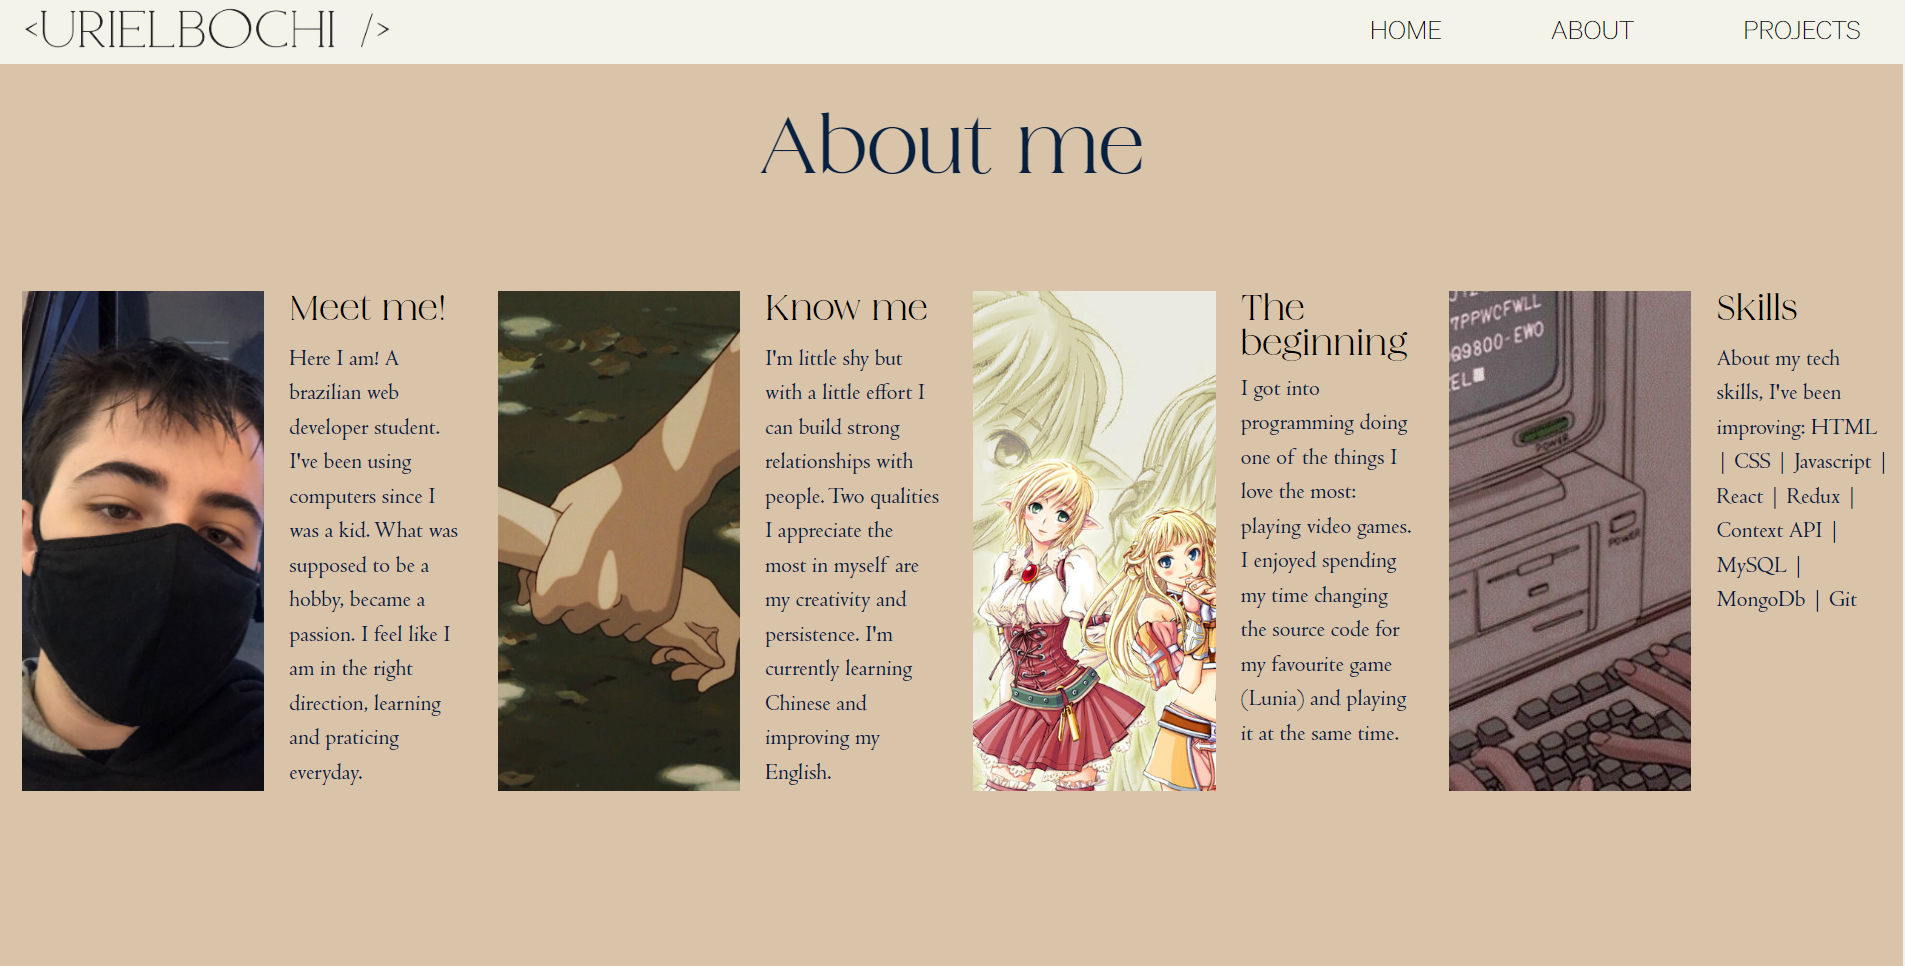 <URIELBOCHI />
HOME
ABOUT
PROJECTS
About me
Meet me!
Here I am! A
brazilian web
developer student.
I've been using
computers since I
was a kid. What was
supposed to be a
hobby, became a
passion. I feel like I
am in the right
direction, learning
and praticing
everyday.
Know me
I'm little shy but
with a little effort I
can build strong
relationships with
people. Two qualities
I appreciate the
most in myself are
my creativity and
persistence. I'm
currently learning
Chinese and
improving my
English.
The
beginning
I got into
programming doing
one of the things I
love the most:
playing video games.
I enjoyed spending
my time changing
the source code for
my favourite game
(Lunia) and playing
it at the same time.
7PPWCFWLL
Q9800-EWO
EL
POWER
POWER
Skills
About my tech
skills, I've been
improving: HTML
| CSS | Javascript |
React | Redux |
Context API |
MySQL |
MongoDb | Git